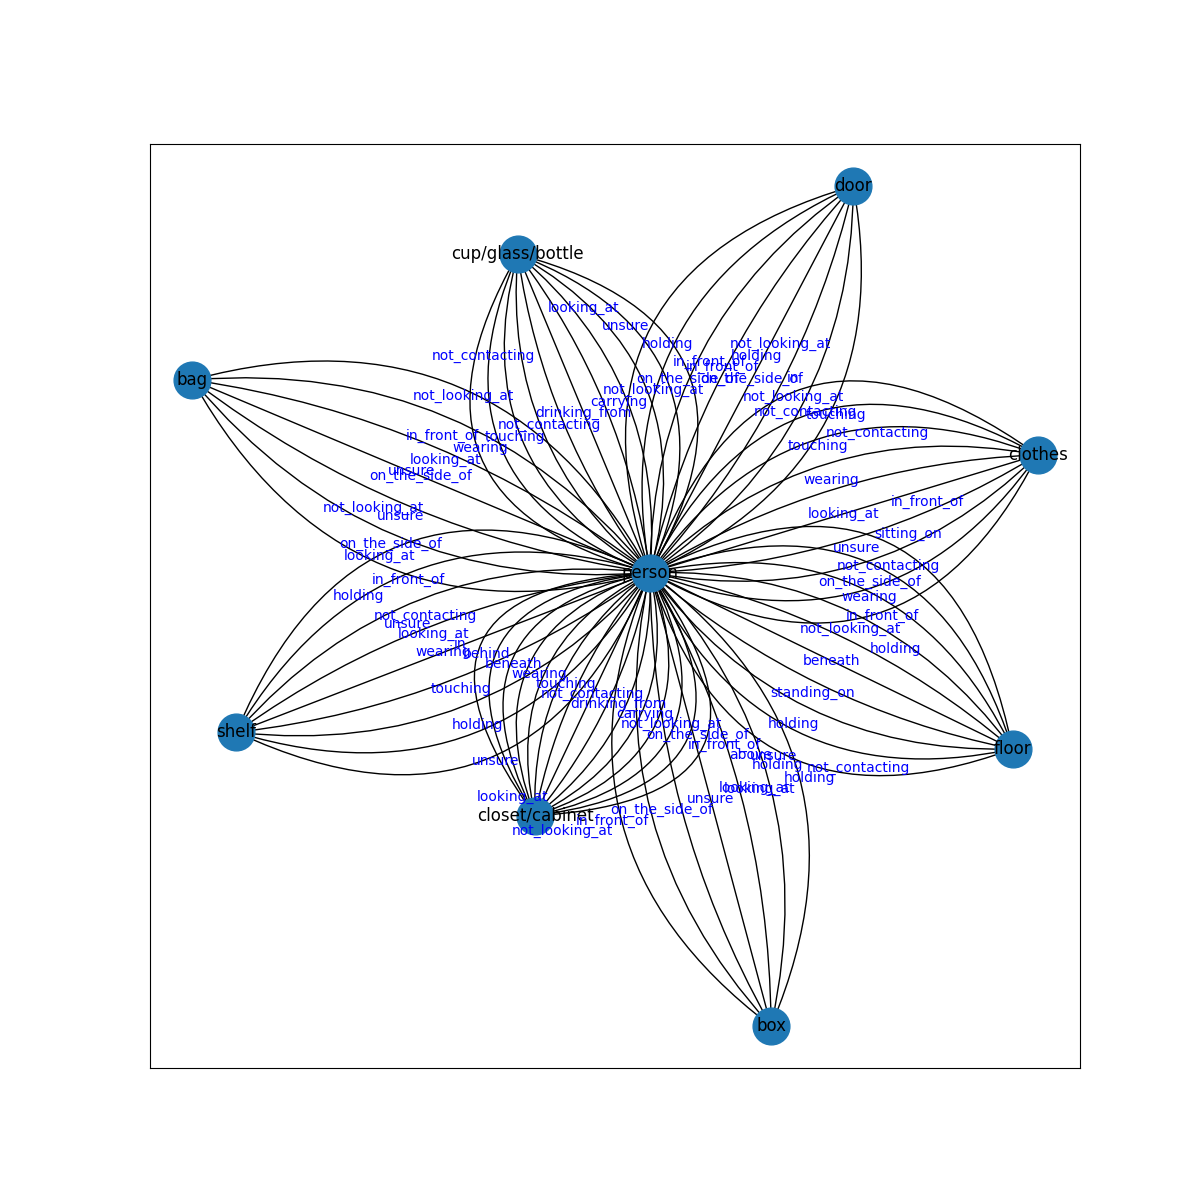 door
cup/glass/bottle
looking_at
unsure
holding
not_looking_at
not_contacting
holding
in_front_of
in_front_of
bag
on_the_side_of
on_the_side_of
in
not_looking_at
not_looking_at
not_looking_at
carrying
drinking_from
not_contacting
touching
not_contacting
not_contacting
in_front_of
touching
wearing
touching
clothes
looking_at
unsure
on_the_side_of
wearing
in_front_of
not_looking_at
unsure
looking_at
sitting_on
on_the_side_of
unsure
looking_at
not_contacting
person
in_front_of
on_the_side_of
holding
wearing
not_contacting
in_front_of
unsure
not_looking_at
looking_at
in
holding
wearing
behind
beneath
beneath
wearing
touching
touching
not_contacting
standing_on
drinking_from
carrying
holding
not_looking_at
holding
shelf
on_the_side_of
in_front_of
floor
above
unsure
unsure
holding
not_contacting
holding
looking_at
looking_at
looking_at
unsure
on_the_side_of
closet/cabinet
in_front_of
not_looking_at
box